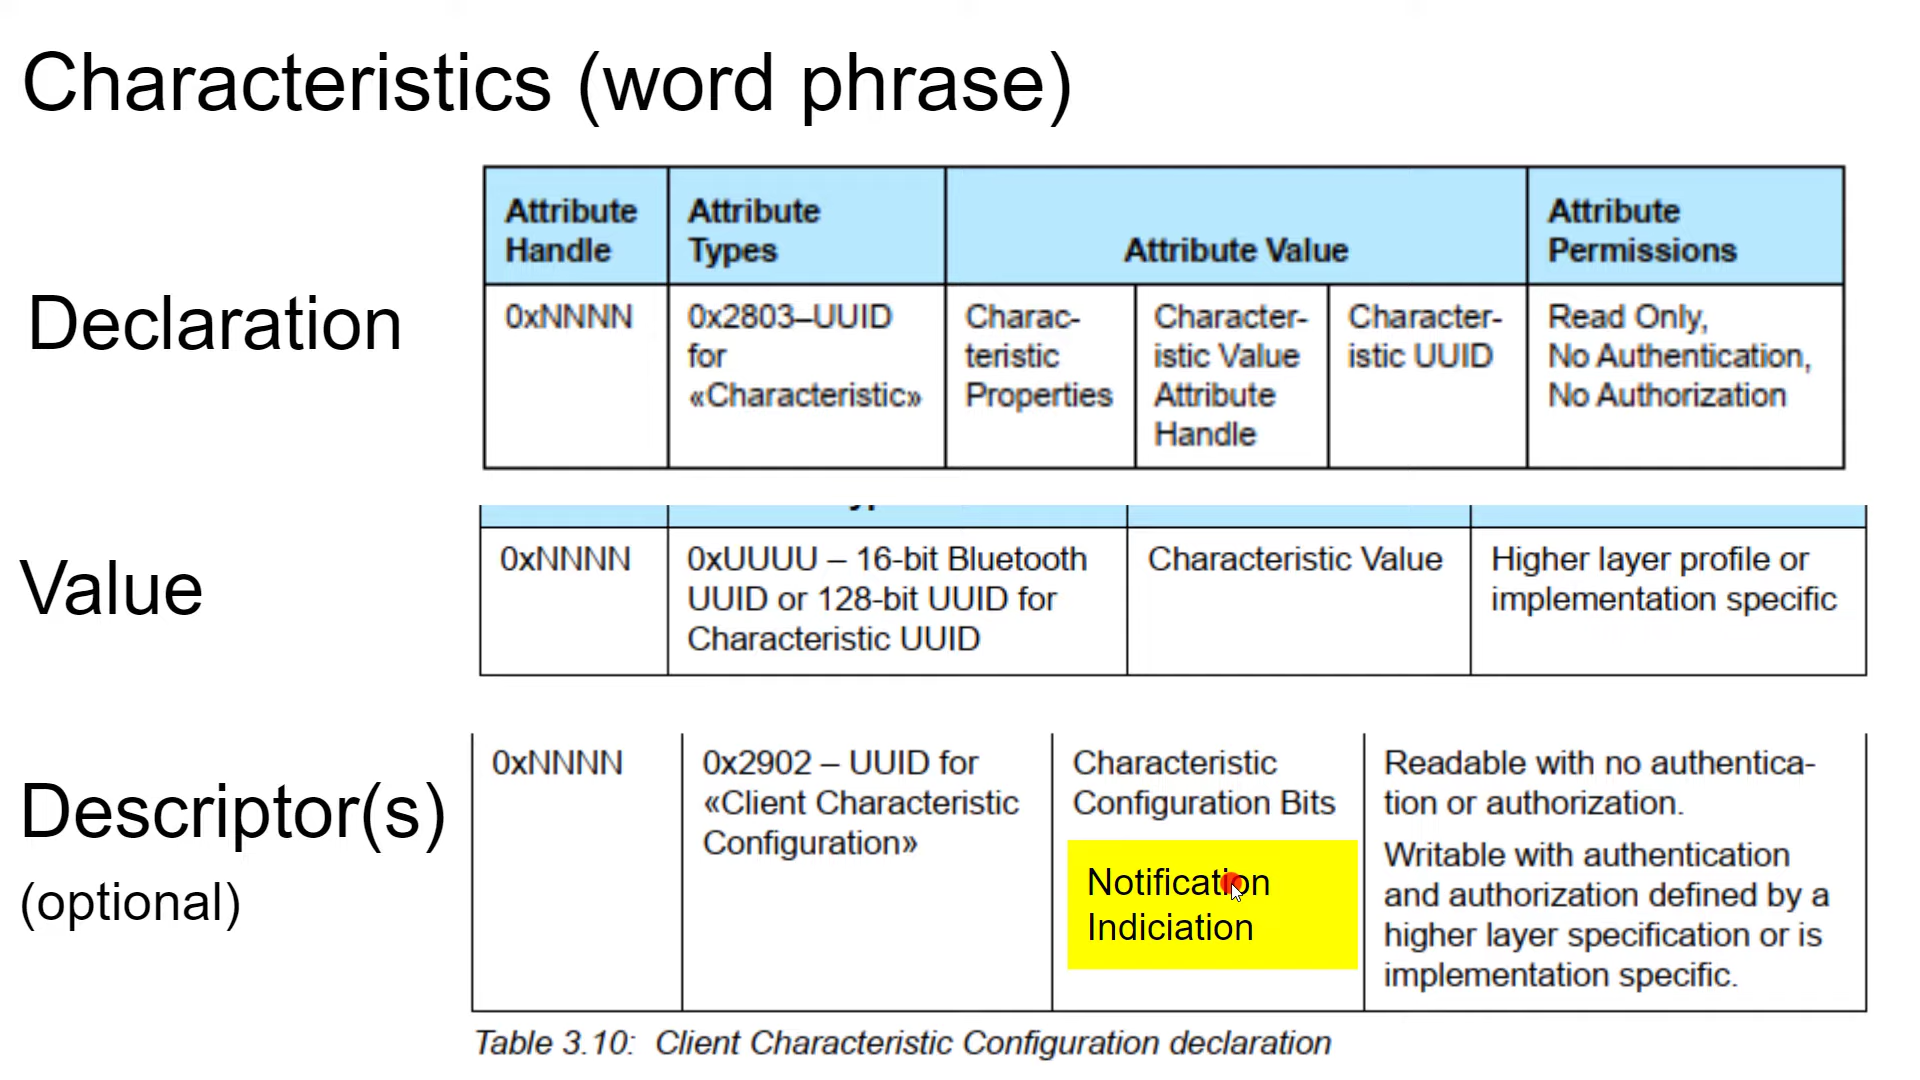 Characteristics (word phrase)
Attribute Handle
Attribute Types
Attribute Value
Attribute Permissions
Declaration
0xNNNN
0x2803–UUID
for
«Characteristic»
Charac-
teristic
Properties
Character-
istic Value
Attribute
Handle
Character-
istic UUID
Read Only,
No Authentication,
No Authorization
Value
0xNNNN
0xUUUU – 16-bit Bluetooth
UUID or 128-bit UUID for
Characteristic UUID
Characteristic Value
Higher layer profile or
implementation specific
Descriptor(s)
(optional)
0xNNNN
0x2902 – UUID for
«Client Characteristic
Configuration»
Characteristic
Configuration Bits
Notification
Indiciation
Readable with no authentica-
tion or authorization.
Writable with authentication
and authorization defined by a
higher layer specification or is
implementation specific.
Table 3.10: Client Characteristic Configuration declaration